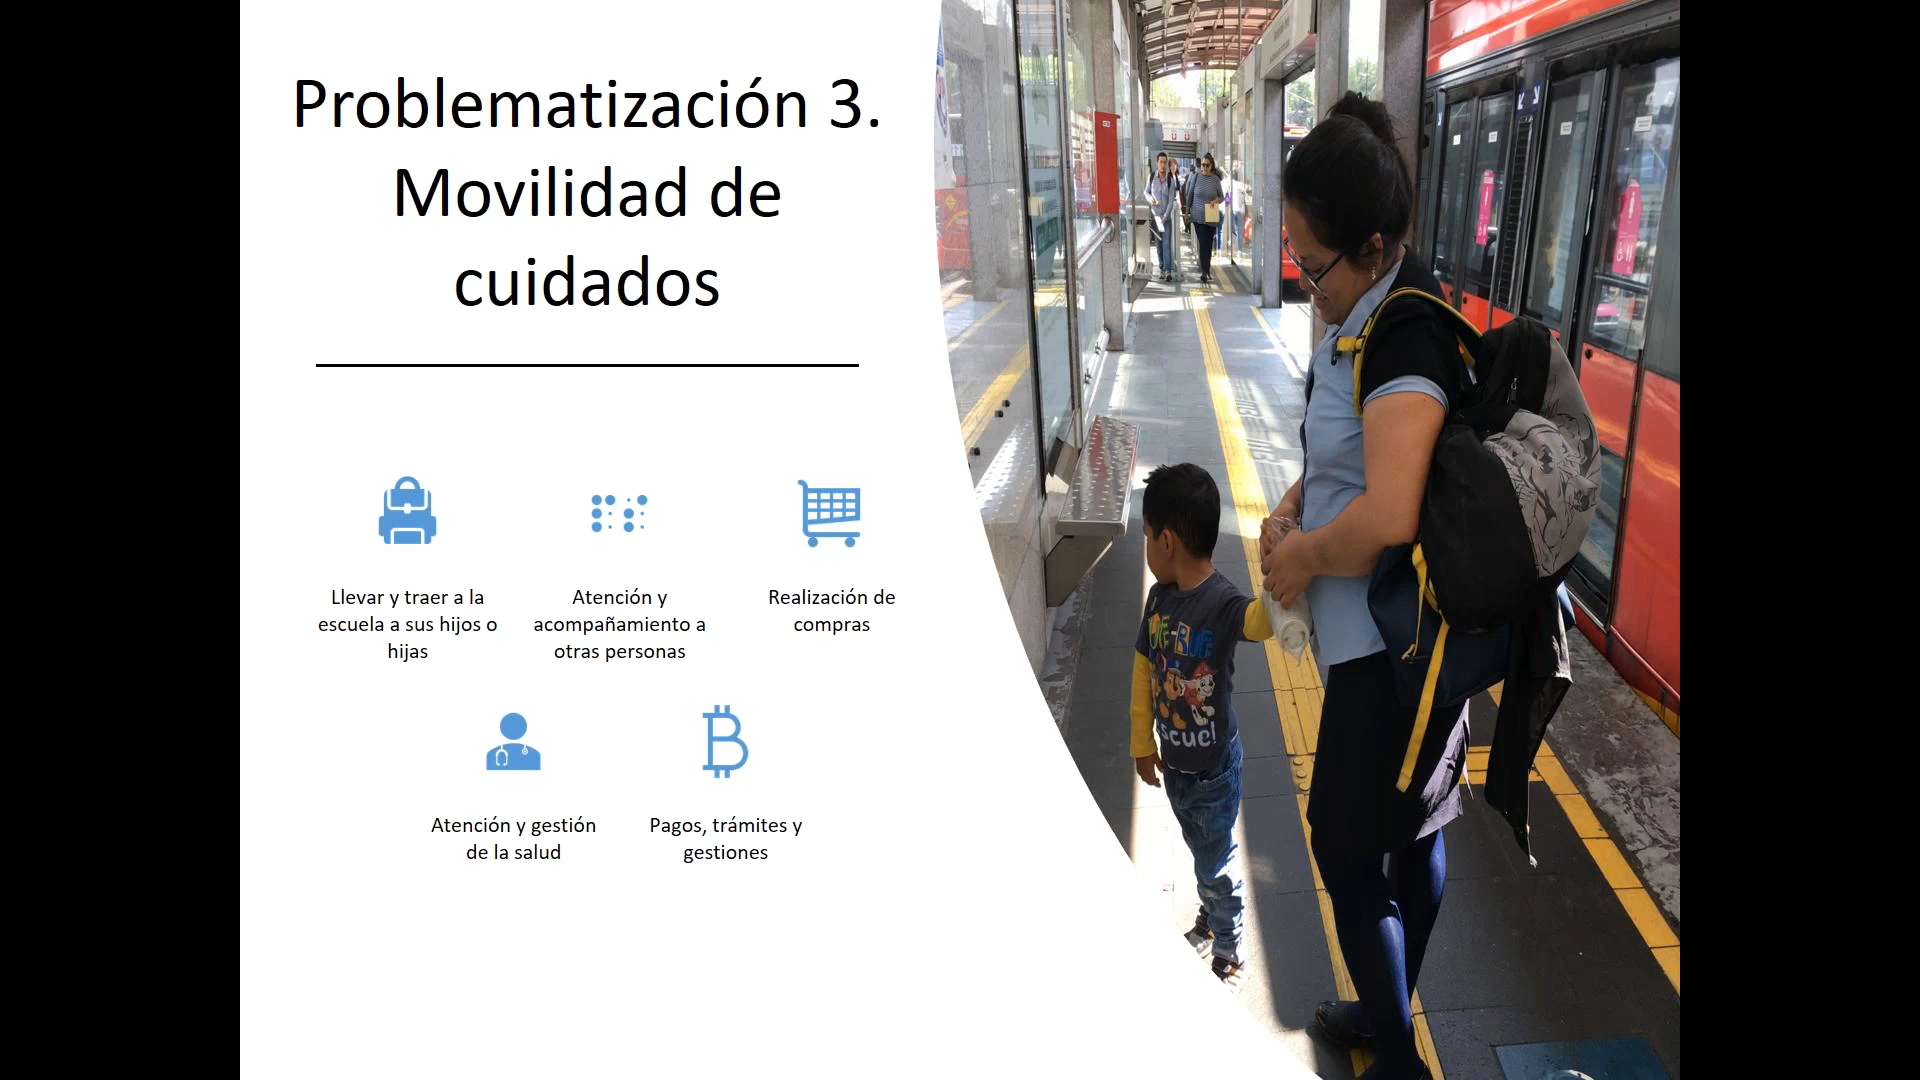 Problematización 3.
Movilidad de
cuidados
Llevar y traer a la
escuela a sus hijos o
hijas
Atención y
acompañamiento a
otras personas
Realización de
compras
Atención y gestión
de la salud
Pagos, trámites y
gestiones